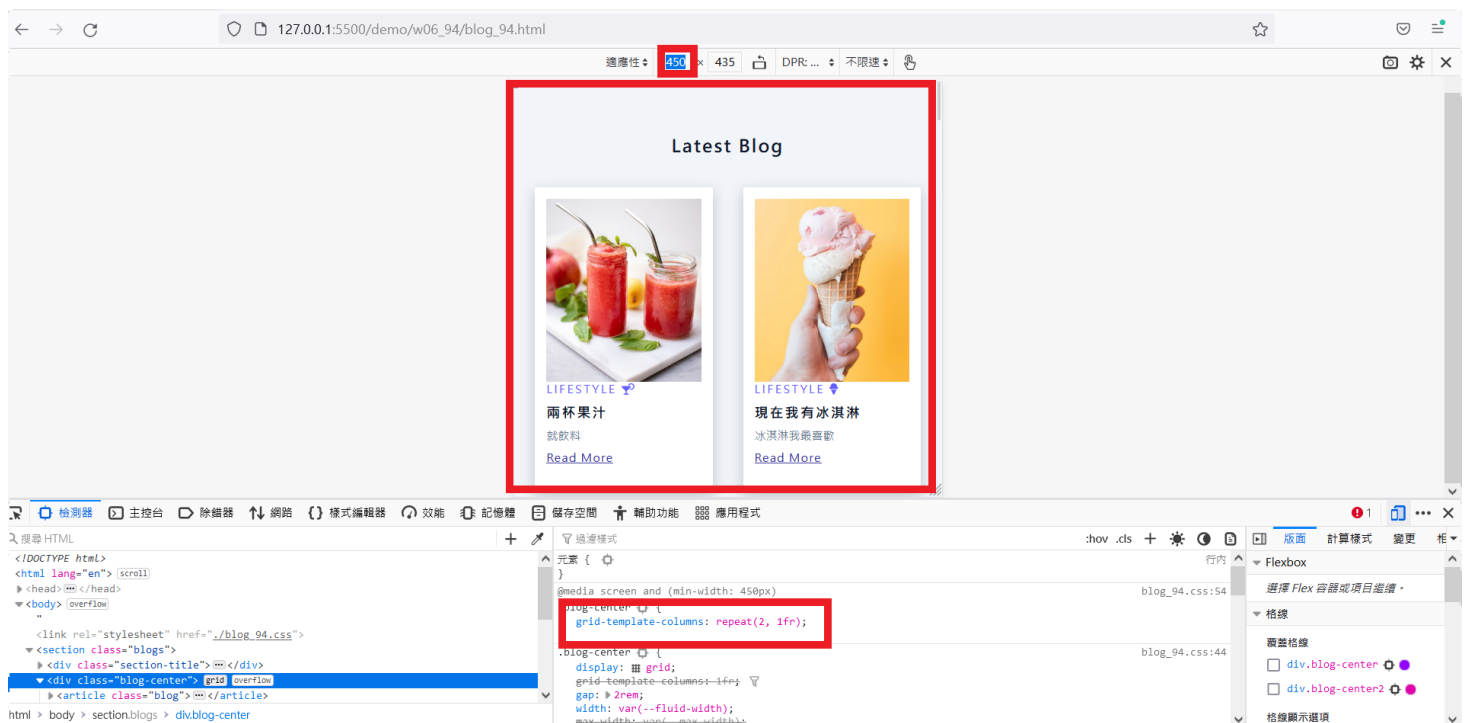 127.0.0.1:5500/demo/w06_94/blog_94.html
適應性 450 × 435 DPR: ... 不限速
Latest Blog
LIFESTYLE
兩杯果汁
就飲料
Read More
LIFESTYLE
現在我有冰淇淋
冰淇淋我最喜歡
Read More
檢測器 主控台 除錯器 網路 樣式編輯器 效能 記憶體 儲存空間 輔助功能 應用程式 1
搜尋 HTML
<!DOCTYPE html>
<html lang="en"> scroll
<head> </head>
<body> overflow
"
<link rel="stylesheet" href="./blog_94.css">
<section class="blogs">
<div class="section-title"> </div>
<div class="blog-center"> grid overflow
<article class="blog"> </article>
html > body > section.blogs > div.blog-center
過濾樣式 :hov .cls
元素 { 行內
}
@media screen and (min-width: 450px) blog_94.css:54
.blog-center {
grid-template-columns: repeat(2, 1fr);
.blog-center { blog_94.css:44
display: grid;
grid-template-columns: 1fr;
gap: 2rem;
width: var(--fluid-width);
max-width: var(--max-width);
版面 計算樣式 變更
Flexbox
選擇 Flex 容器或項目繼續。
格線
覆蓋格線
div.blog-center
div.blog-center2
格線顯示選項